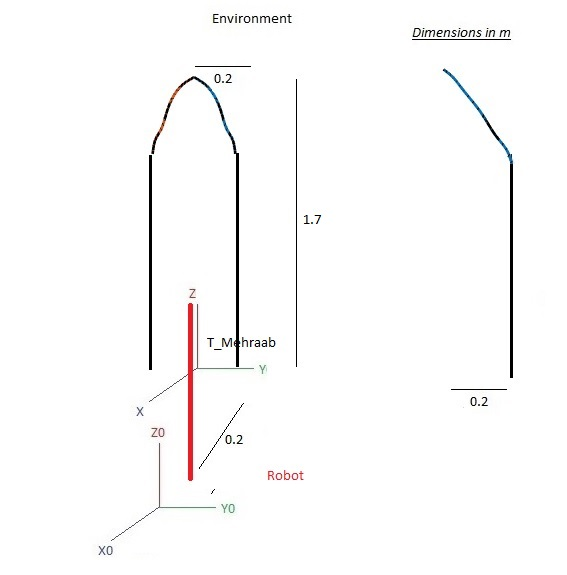 Environment
Dimensions in m
0.2
1.7
Z
T_Mehraab
Y
X
0.2
Z0
0.2
Robot
Y0
X0